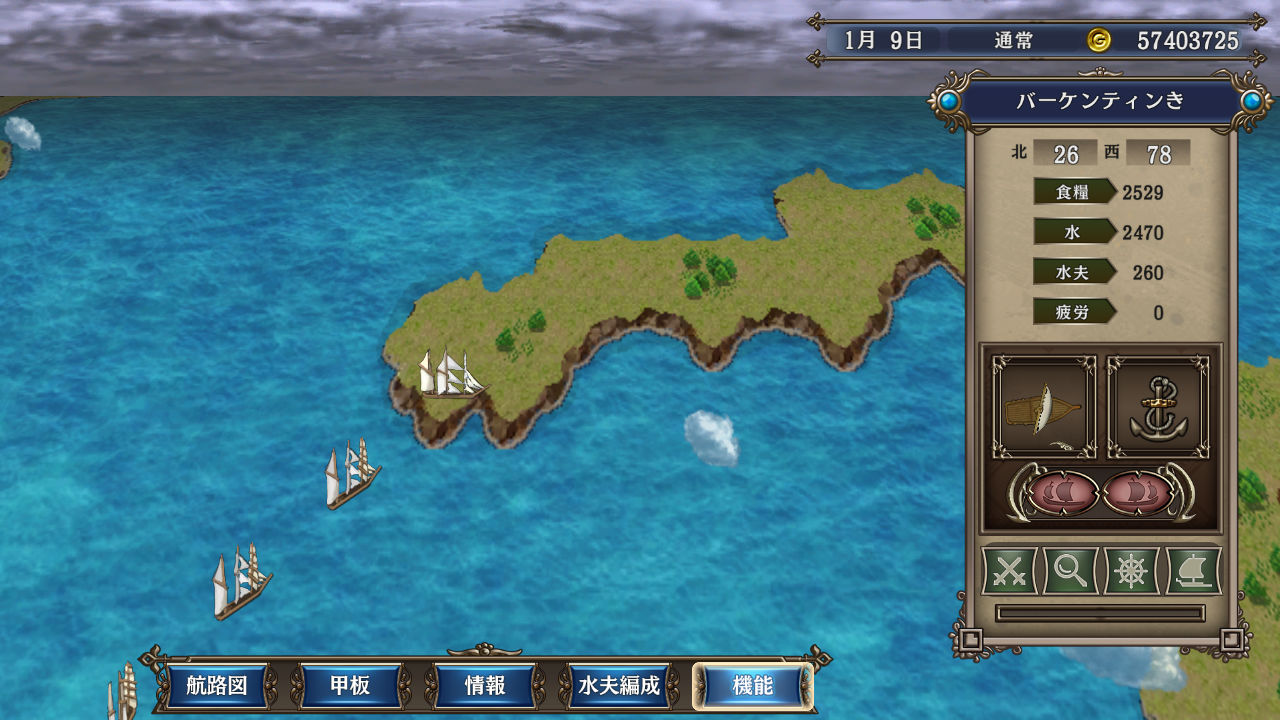 1月 9日 通常 G 57403725
バーケンティンき
北 26 西 78
食糧 2529
水 2470
水夫 260
疲労 0
航路図 甲板 情報 水夫編成 機能